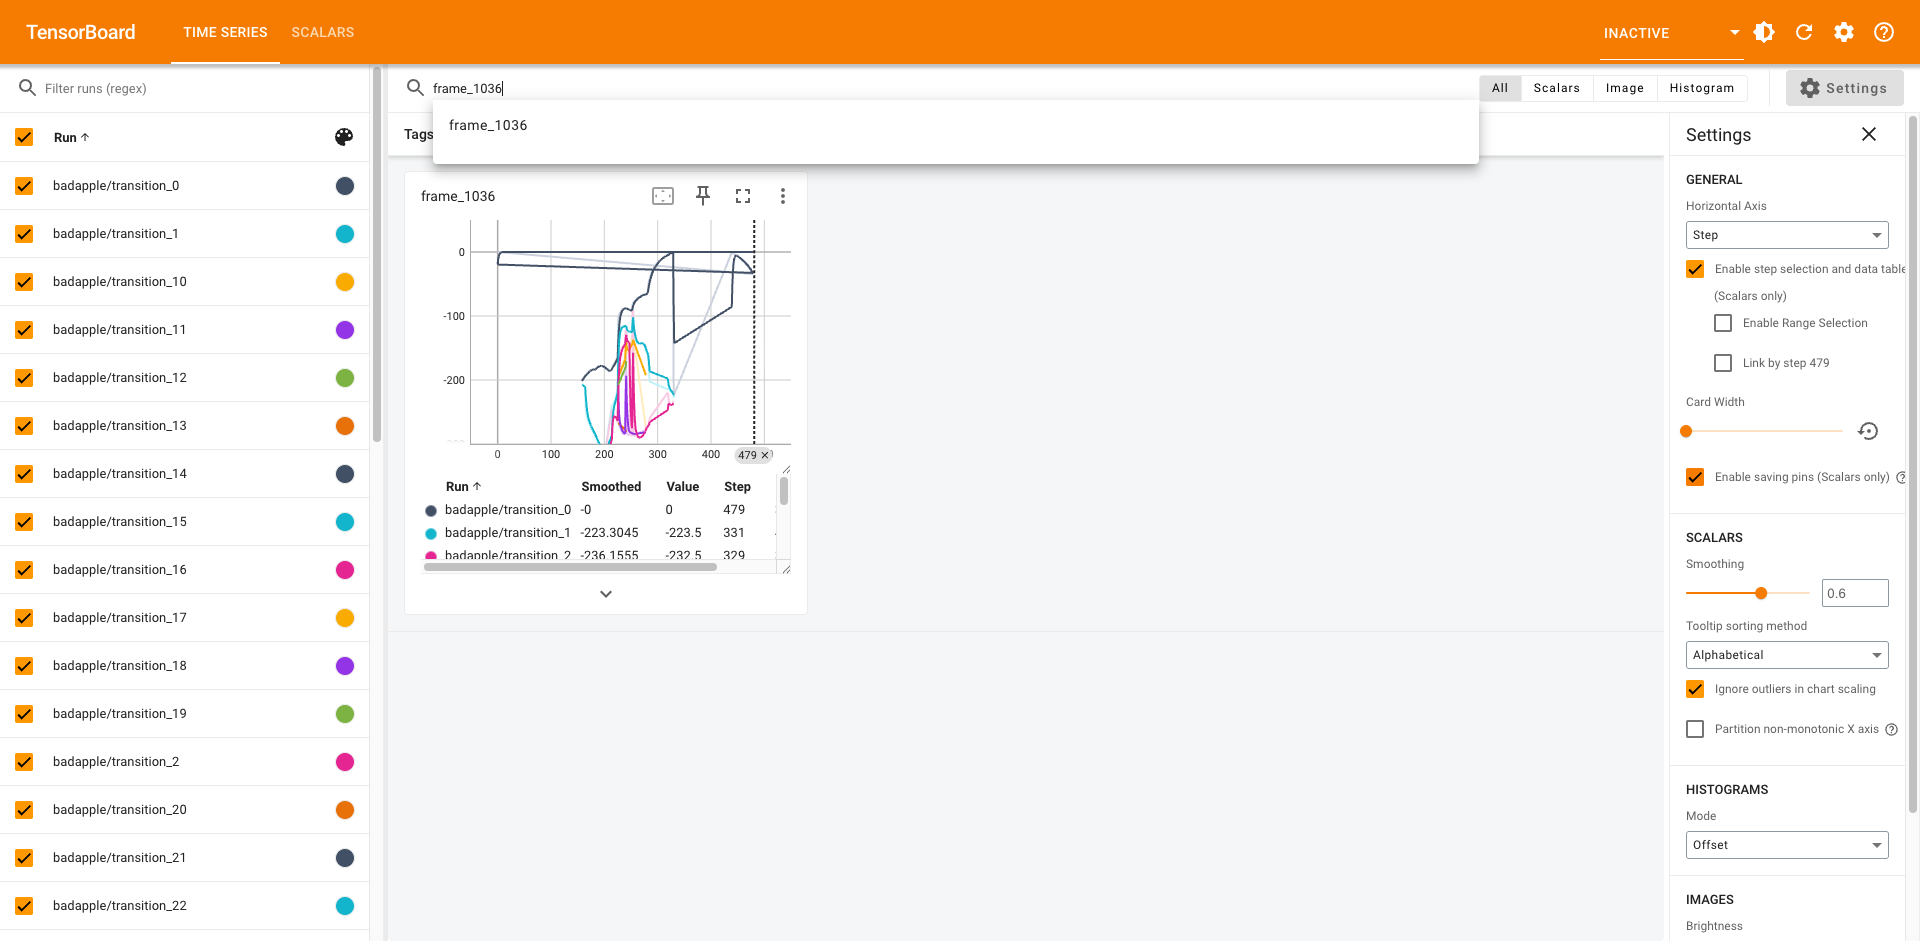 TensorBoard
TIME SERIES
SCALARS
INACTIVE
Filter runs (regex)
Run
badapple/transition_0
badapple/transition_1
badapple/transition_10
badapple/transition_11
badapple/transition_12
badapple/transition_13
badapple/transition_14
badapple/transition_15
badapple/transition_16
badapple/transition_17
badapple/transition_18
badapple/transition_19
badapple/transition_2
badapple/transition_20
badapple/transition_21
badapple/transition_22
frame_1036
frame_1036
All
Scalars
Image
Histogram
Settings
Tags
frame_1036
0
-100
-200
0
100
200
300
400
479
Run Smoothed Value Step
badapple/transition_0 -0 0 479
badapple/transition_1 -223.3045 -223.5 331
badapple/transition_2 -236.1555 -232.5 329
Settings
GENERAL
Horizontal Axis
Step
Enable step selection and data table
(Scalars only)
Enable Range Selection
Link by step 479
Card Width
Enable saving pins (Scalars only)
SCALARS
Smoothing
0.6
Tooltip sorting method
Alphabetical
Ignore outliers in chart scaling
Partition non-monotonic X axis
HISTOGRAMS
Mode
Offset
IMAGES
Brightness